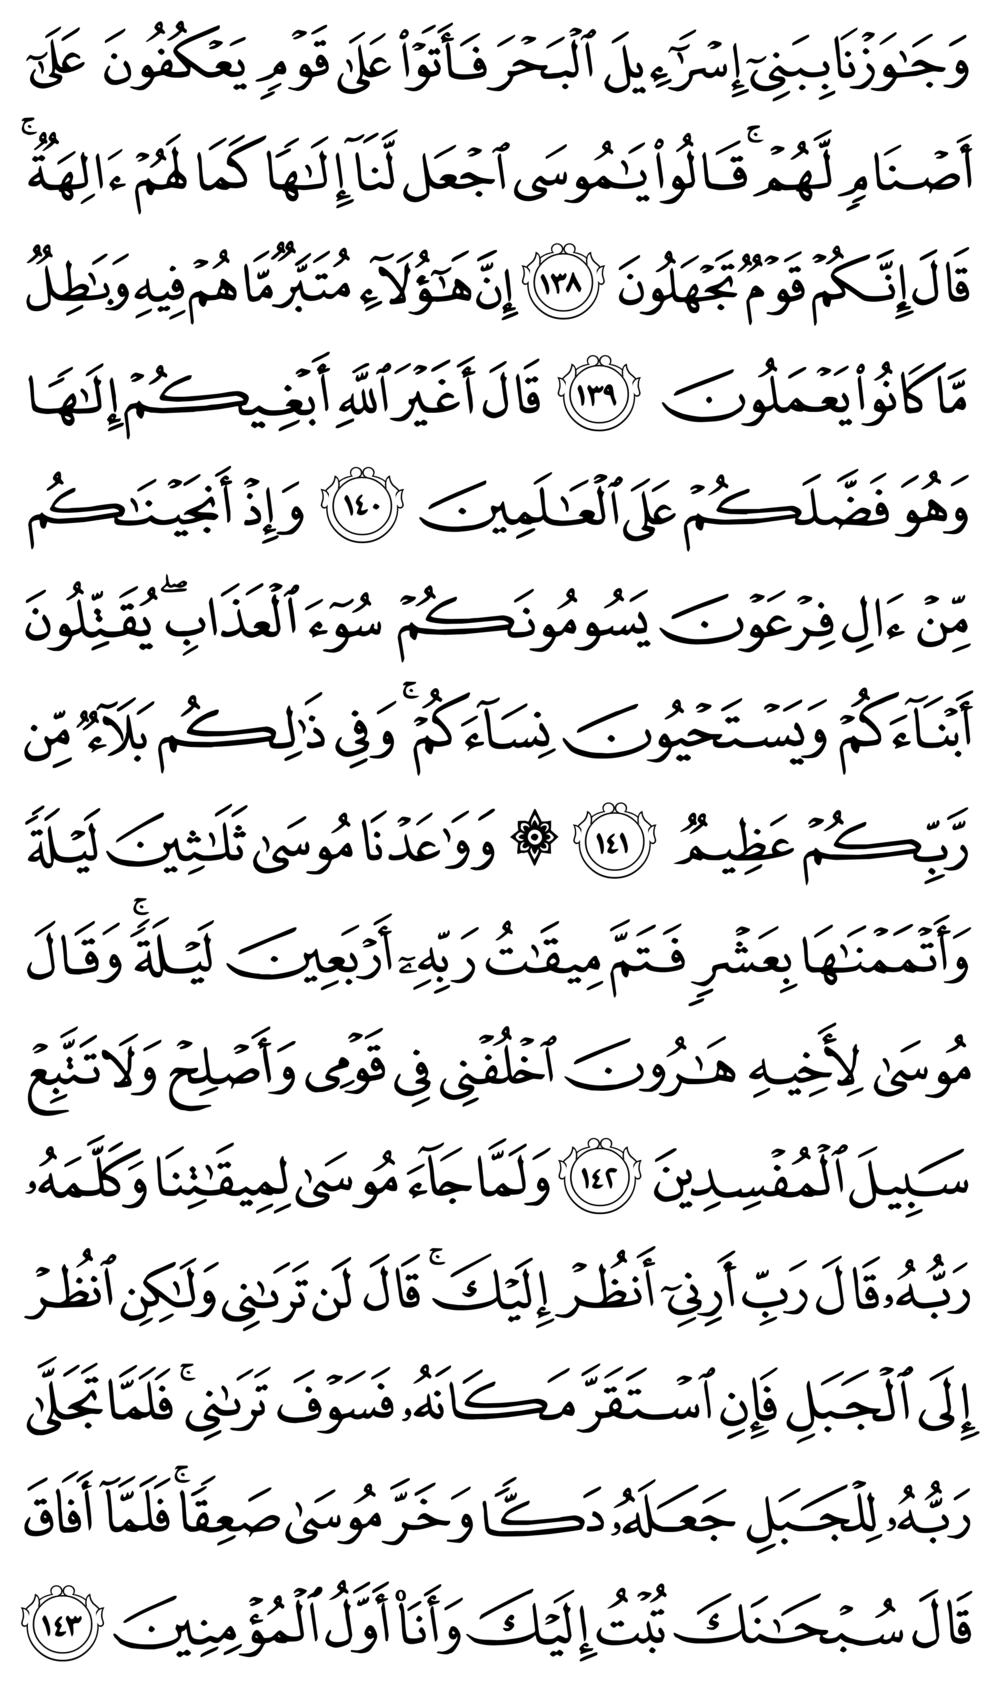 وَجَٰوَزْنَا بِبَنِىٓ إِسْرَٰٓءِيلَ ٱلْبَحْرَ فَأَتَوْا۟ عَلَىٰ قَوْمٍ يَعْكُفُونَ عَلَىٰٓ
أَصْنَامٍ لَّهُمْ ۚ قَالُوا۟ يَٰمُوسَى ٱجْعَل لَّنَآ إِلَٰهًا كَمَا لَهُمْ ءَالِهَةٌ ۚ
قَالَ إِنَّكُمْ قَوْمٌ تَجْهَلُونَ ١٣٨ إِنَّ هَٰٓؤُلَآءِ مُتَبَّرٌ مَّا هُمْ فِيهِ وَبَٰطِلٌ
مَّا كَانُوا۟ يَعْمَلُونَ ١٣٩ قَالَ أَغَيْرَ ٱللَّهِ أَبْغِيكُمْ إِلَٰهًا
وَهُوَ فَضَّلَكُمْ عَلَى ٱلْعَٰلَمِينَ ١٤٠ وَإِذْ أَنجَيْنَٰكُم
مِّنْ ءَالِ فِرْعَوْنَ يَسُومُونَكُمْ سُوٓءَ ٱلْعَذَابِ ۖ يُقَتِّلُونَ
أَبْنَآءَكُمْ وَيَسْتَحْيُونَ نِسَآءَكُمْ ۚ وَفِى ذَٰلِكُم بَلَآءٌ مِّن
رَّبِّكُمْ عَظِيمٌ ١٤١ ۞ وَوَٰعَدْنَا مُوسَىٰ ثَلَٰثِينَ لَيْلَةً
وَأَتْمَمْنَٰهَا بِعَشْرٍ فَتَمَّ مِيقَٰتُ رَبِّهِۦٓ أَرْبَعِينَ لَيْلَةً ۚ وَقَالَ
مُوسَىٰ لِأَخِيهِ هَٰرُونَ ٱخْلُفْنِى فِى قَوْمِى وَأَصْلِحْ وَلَا تَتَّبِعْ
سَبِيلَ ٱلْمُفْسِدِينَ ١٤٢ وَلَمَّا جَآءَ مُوسَىٰ لِمِيقَٰتِنَا وَكَلَّمَهُۥ
رَبُّهُۥ قَالَ رَبِّ أَرِنِىٓ أَنظُرْ إِلَيْكَ ۚ قَالَ لَن تَرَىٰنِى وَلَٰكِنِ ٱنظُرْ
إِلَى ٱلْجَبَلِ فَإِنِ ٱسْتَقَرَّ مَكَانَهُۥ فَسَوْفَ تَرَىٰنِى ۚ فَلَمَّا تَجَلَّىٰ
رَبُّهُۥ لِلْجَبَلِ جَعَلَهُۥ دَكًّا وَخَرَّ مُوسَىٰ صَعِقًا ۚ فَلَمَّآ أَفَاقَ
قَالَ سُبْحَٰنَكَ تُبْتُ إِلَيْكَ وَأَنَا۠ أَوَّلُ ٱلْمُؤْمِنِينَ ١٤٣